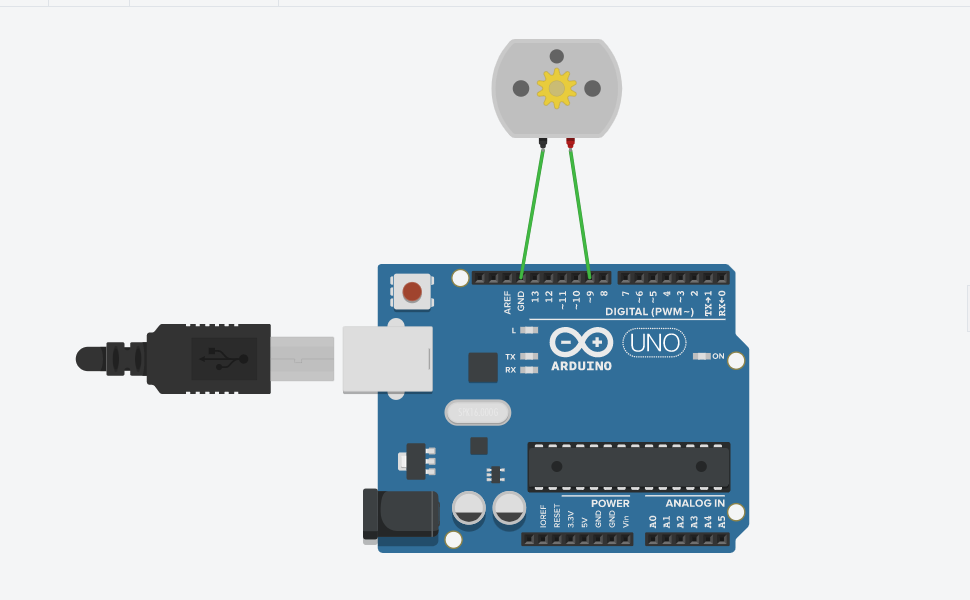 AREF
GND
13
12
~11
~10
~9
8
7
~6
~5
4
~3
2
TX→1
RX←0
DIGITAL (PWM~)
L
TX
RX
ARDUINO
UNO
ON
POWER
ANALOG IN
IOREF
RESET
3.3V
5V
GND
GND
Vin
A0
A1
A2
A3
A4
A5